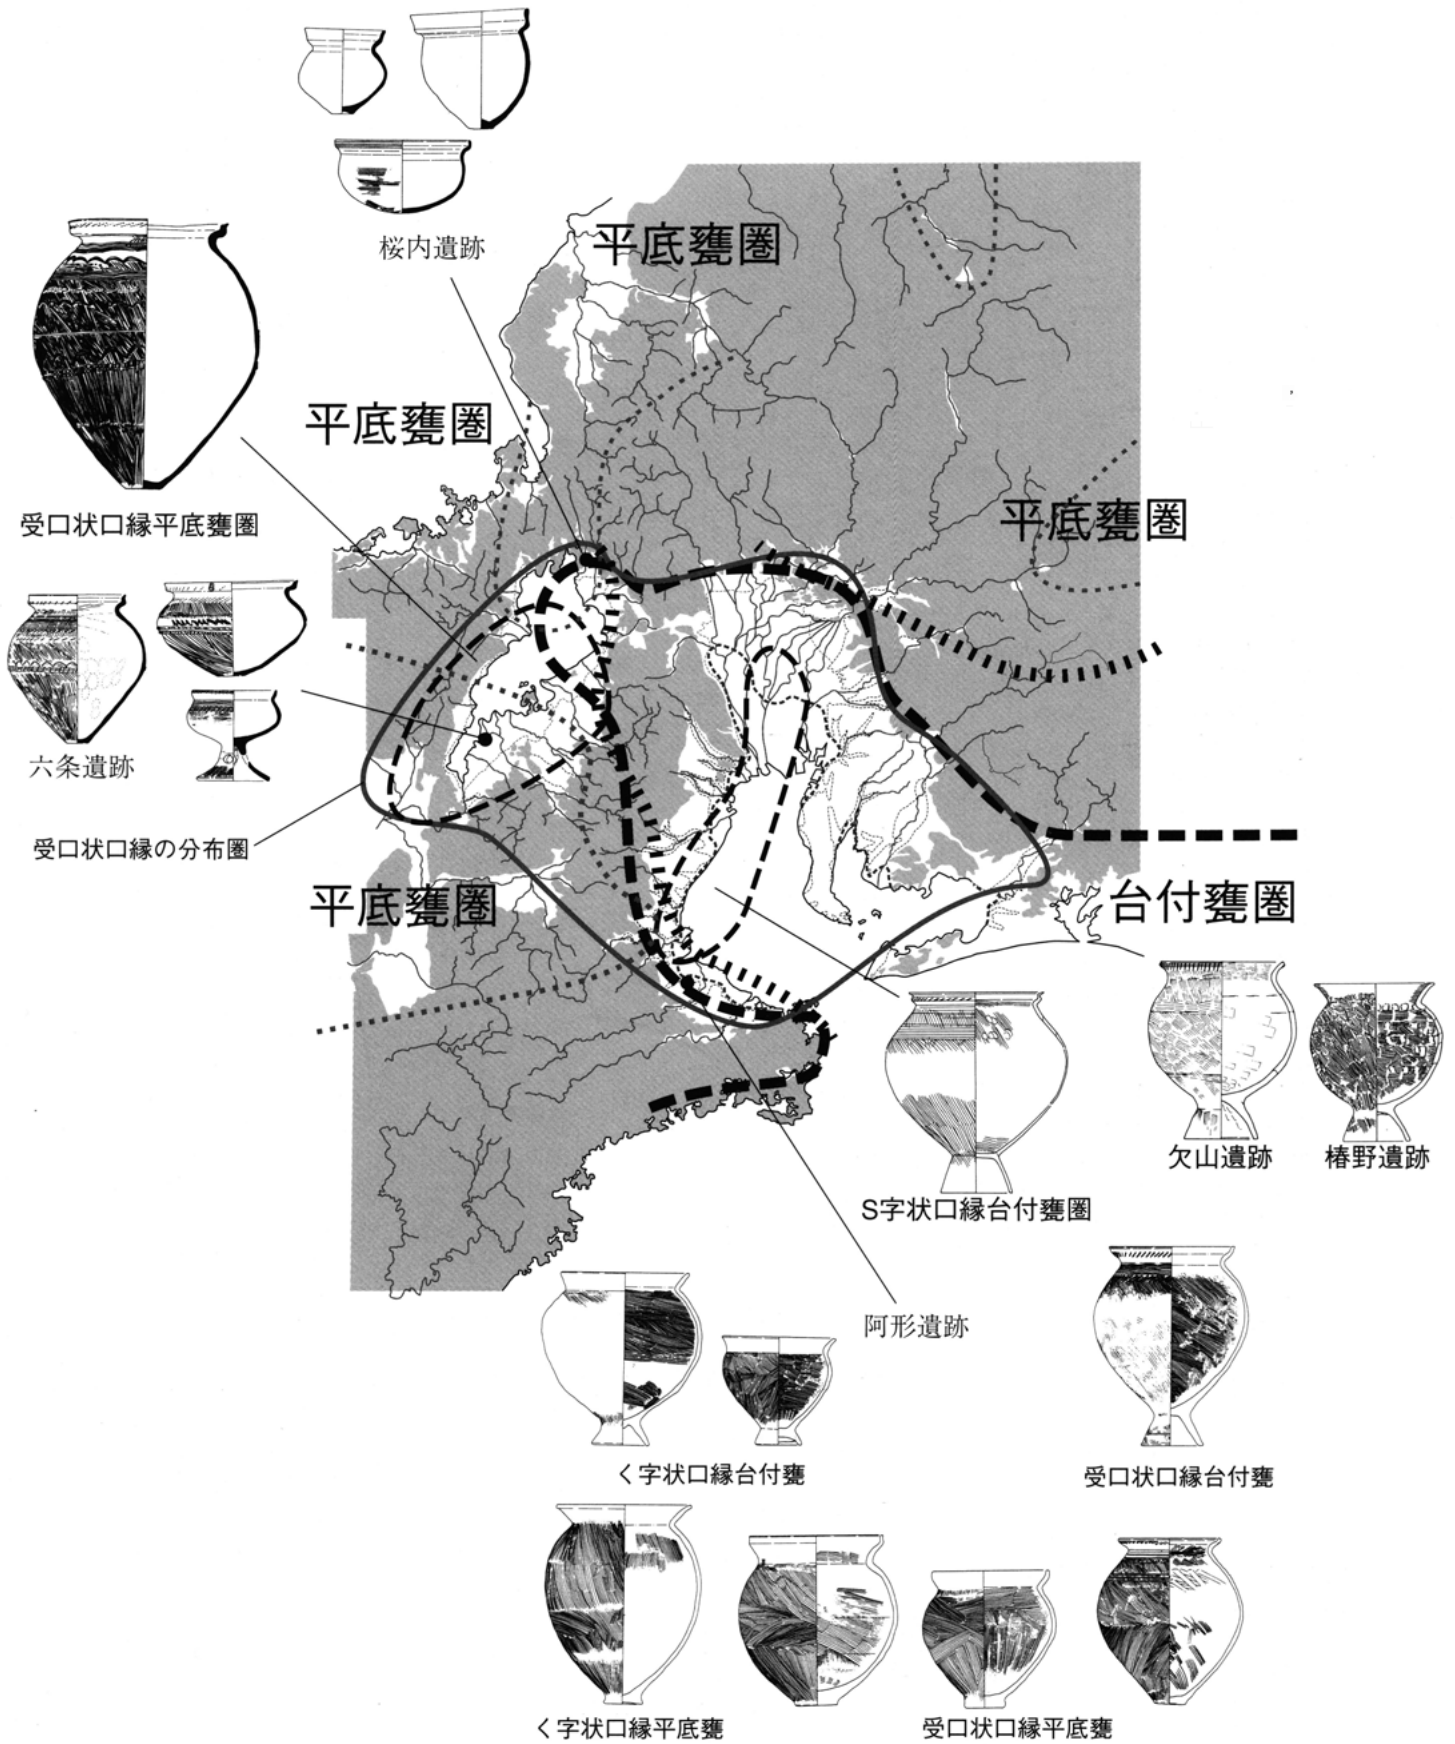 桜内遺跡
平底甕圏
平底甕圏
受口状口縁平底甕圏
平底甕圏
六条遺跡
受口状口縁の分布圏
平底甕圏
台付甕圏
欠山遺跡
椿野遺跡
S字状口縁台付甕圏
阿形遺跡
く字状口縁台付甕
受口状口縁台付甕
く字状口縁平底甕
受口状口縁平底甕